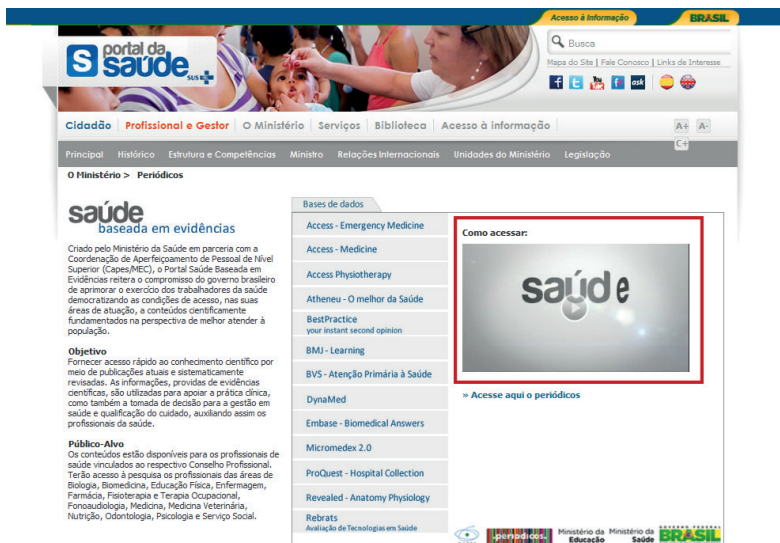 Acesso à Informação
BRASIL
portal da
saúde
SUS
Busca
Mapa do Site | Fale Conosco | Links de Interesse
You
ask
Cidadão | Profissional e Gestor | O Ministério | Serviços | Biblioteca | Acesso à informação
A+ A-
C+
Principal Histórico Estrutura e Competências Ministro Relações Internacionais Unidades do Ministério Legislação
O Ministério > Periódicos
saúde
baseada em evidências
Criado pelo Ministério da Saúde em parceria com a
Coordenação de Aperfeiçoamento de Pessoal de Nível
Superior (Capes/MEC), o Portal Saúde Baseada em
Evidências reitera o compromisso do governo brasileiro
de aprimorar o exercício dos trabalhadores da saúde
democratizando as condições de acesso, nas suas
áreas de atuação, a conteúdos cientificamente
fundamentados na perspectiva de melhor atender à
população.
Objetivo
Fornecer acesso rápido ao conhecimento científico por
meio de publicações atuais e sistematicamente
revisadas. As informações, providas de evidências
científicas, são utilizadas para apoiar a prática clínica,
como também a tomada de decisão para a gestão em
saúde e qualificação do cuidado, auxiliando assim os
profissionais da saúde.
Público-Alvo
Os conteúdos estão disponíveis para os profissionais de
saúde vinculados ao respectivo Conselho Profissional.
Terão acesso à pesquisa os profissionais das áreas de
Biologia, Biomedicina, Educação Física, Enfermagem,
Farmácia, Fisioterapia e Terapia Ocupacional,
Fonoaudiologia, Medicina, Medicina Veterinária,
Nutrição, Odontologia, Psicologia e Serviço Social.
Bases de dados
Access - Emergency Medicine
Access - Medicine
Access Physiotherapy
Atheneu - O melhor da Saúde
BestPractice
your instant second opinion
BMJ - Learning
BVS - Atenção Primária à Saúde
DynaMed
Embase - Biomedical Answers
Micromedex 2.0
ProQuest - Hospital Collection
Revealed - Anatomy Physiology
Rebrats
Avaliação de Tecnologias em Saúde
Como acessar:
saúde
» Acesse aqui o periódicos
.periodicos.
Ministério da
Educação
Ministério da
Saúde
GOVERNO FEDERAL
BRASIL